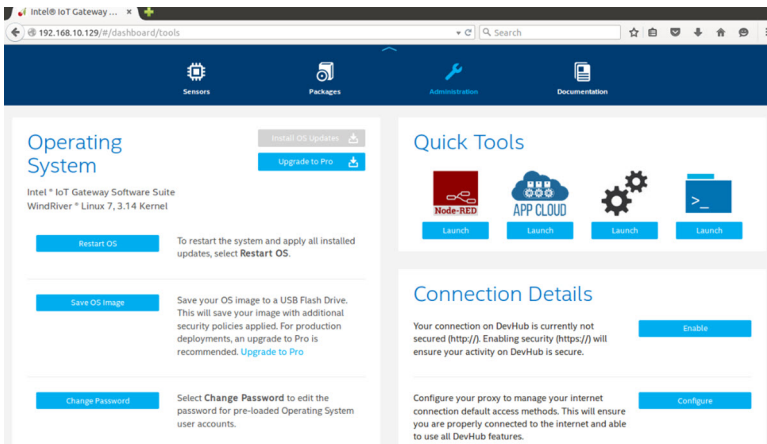 Intel® IoT Gateway ...
192.168.10.129/#/dashboard/tools
Search
Sensors
Packages
Administration
Documentation
Operating
System
Install OS Updates
Upgrade to Pro
Intel ® IoT Gateway Software Suite
WindRiver ® Linux 7, 3.14 Kernel
Restart OS
To restart the system and apply all installed
updates, select Restart OS.
Save OS Image
Save your OS image to a USB Flash Drive.
This will save your image with additional
security policies applied. For production
deployments, an upgrade to Pro is
recommended. Upgrade to Pro
Change Password
Select Change Password to edit the
password for pre-loaded Operating System
user accounts.
Quick Tools
Node-RED
APP CLOUD
>_
Launch
Launch
Launch
Launch
Connection Details
Your connection on DevHub is currently not
secured (http://). Enabling security (https://) will
ensure your activity on DevHub is secure.
Enable
Configure your proxy to manage your internet
connection default access methods. This will ensure
you are properly connected to the internet and able
to use all DevHub features.
Configure